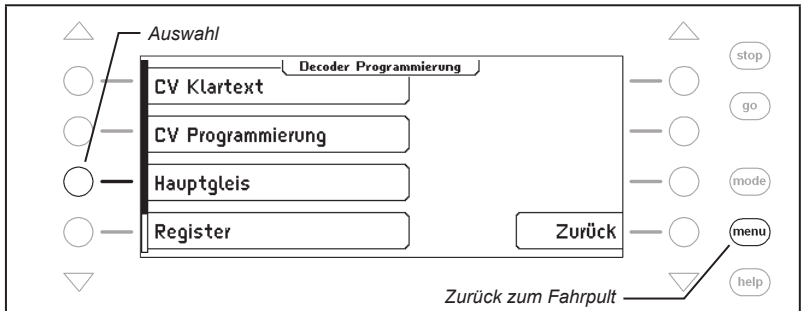 Auswahl
Decoder Programmierung
stop
CV Klartext
go
CV Programmierung
Hauptgleis
mode
Register
Zurück
menu
help
Zurück zum Fahrpult